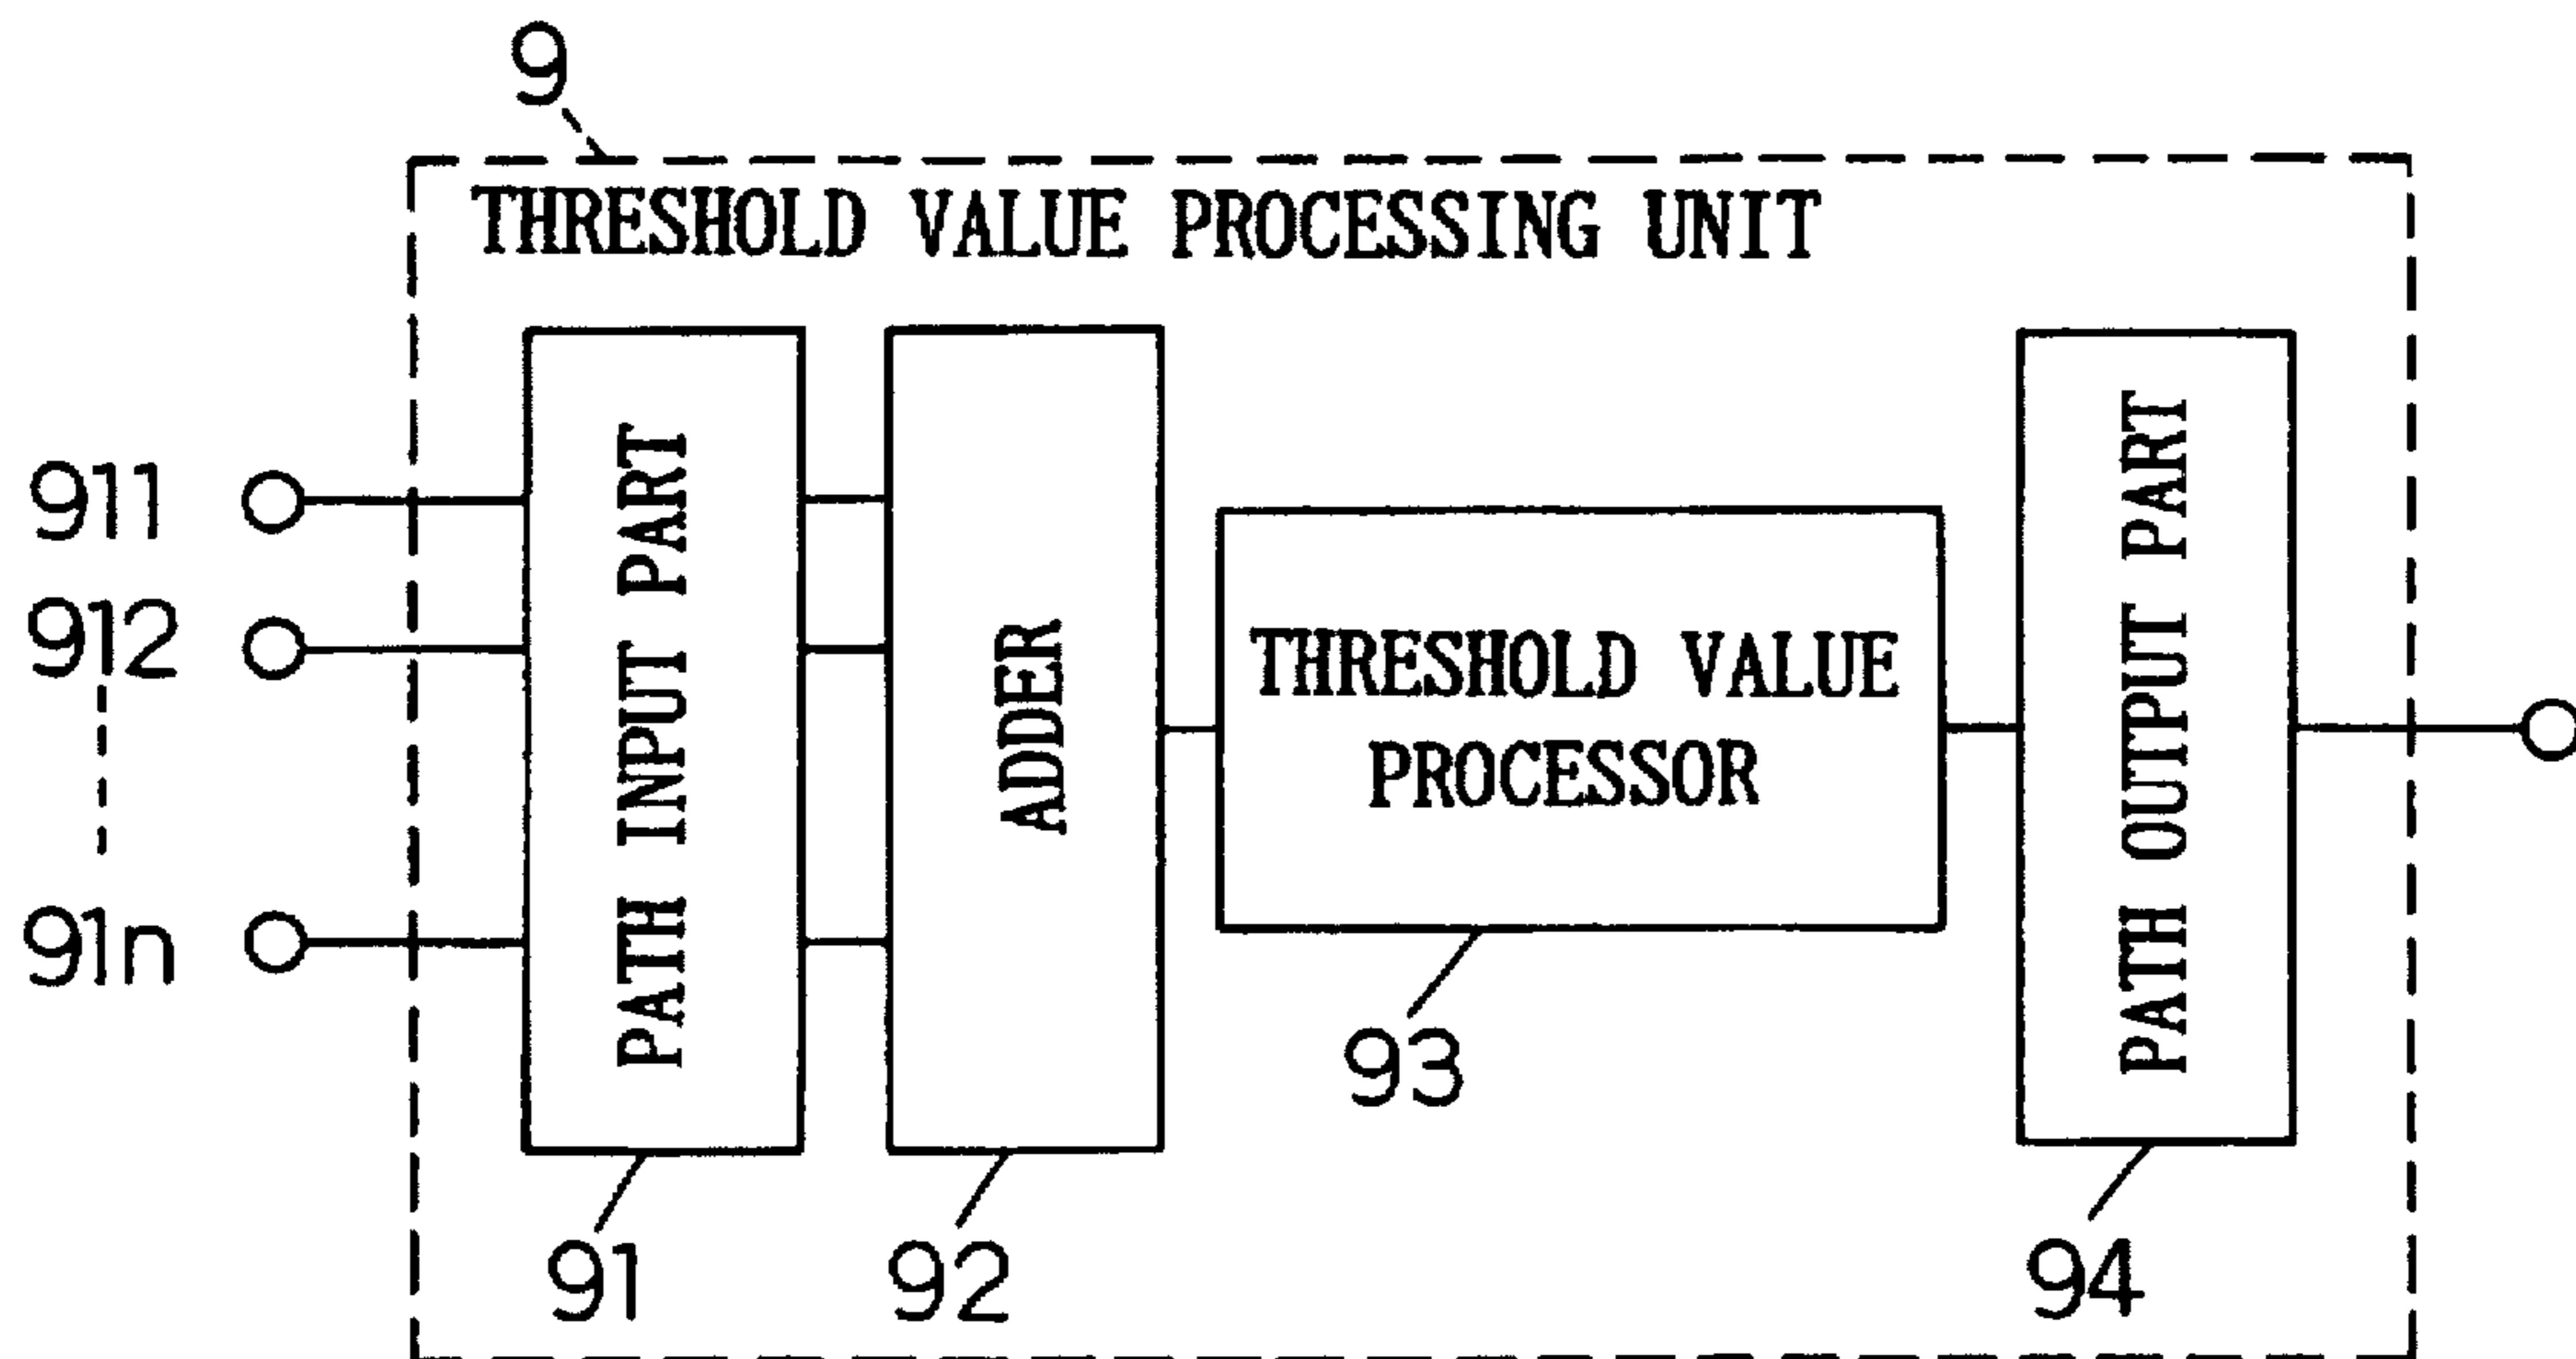 9
THRESHOLD VALUE PROCESSING UNIT
911
912
91n
PATH INPUT PART
ADDER
THRESHOLD VALUE
PROCESSOR
PATH OUTPUT PART
91
92
93
94